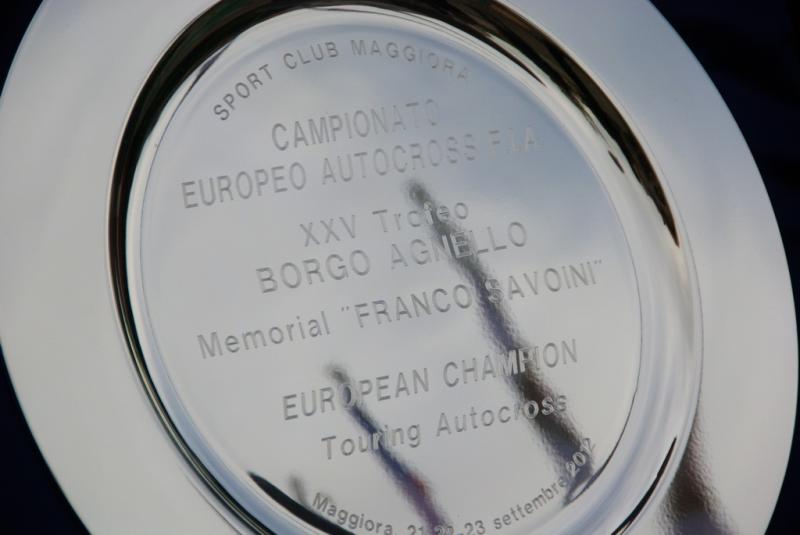 SPORT CLUB MAGGIORA
CAMPIONATO
EUROPEO AUTOCROSS F.I.A.
XXV Trofeo
BORGO AGNELLO
Memorial "FRANCO SAVOINI"
EUROPEAN CHAMPION
Touring Autocross
Maggiora, 21-22-23 settembre 2012